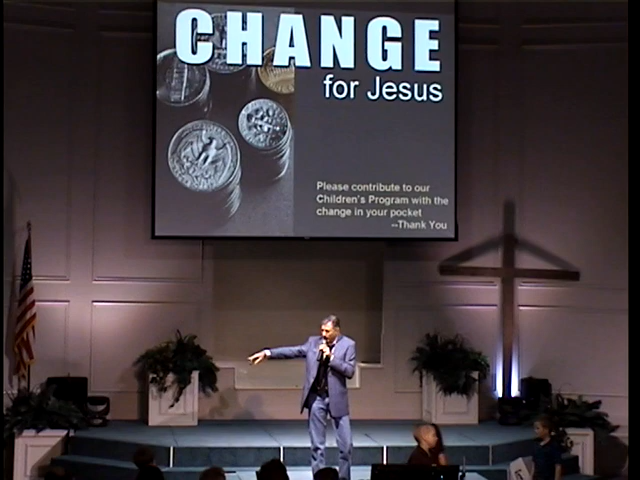 CHANGE
for Jesus
Please contribute to our
Children's Program with the
change in your pocket
--Thank You